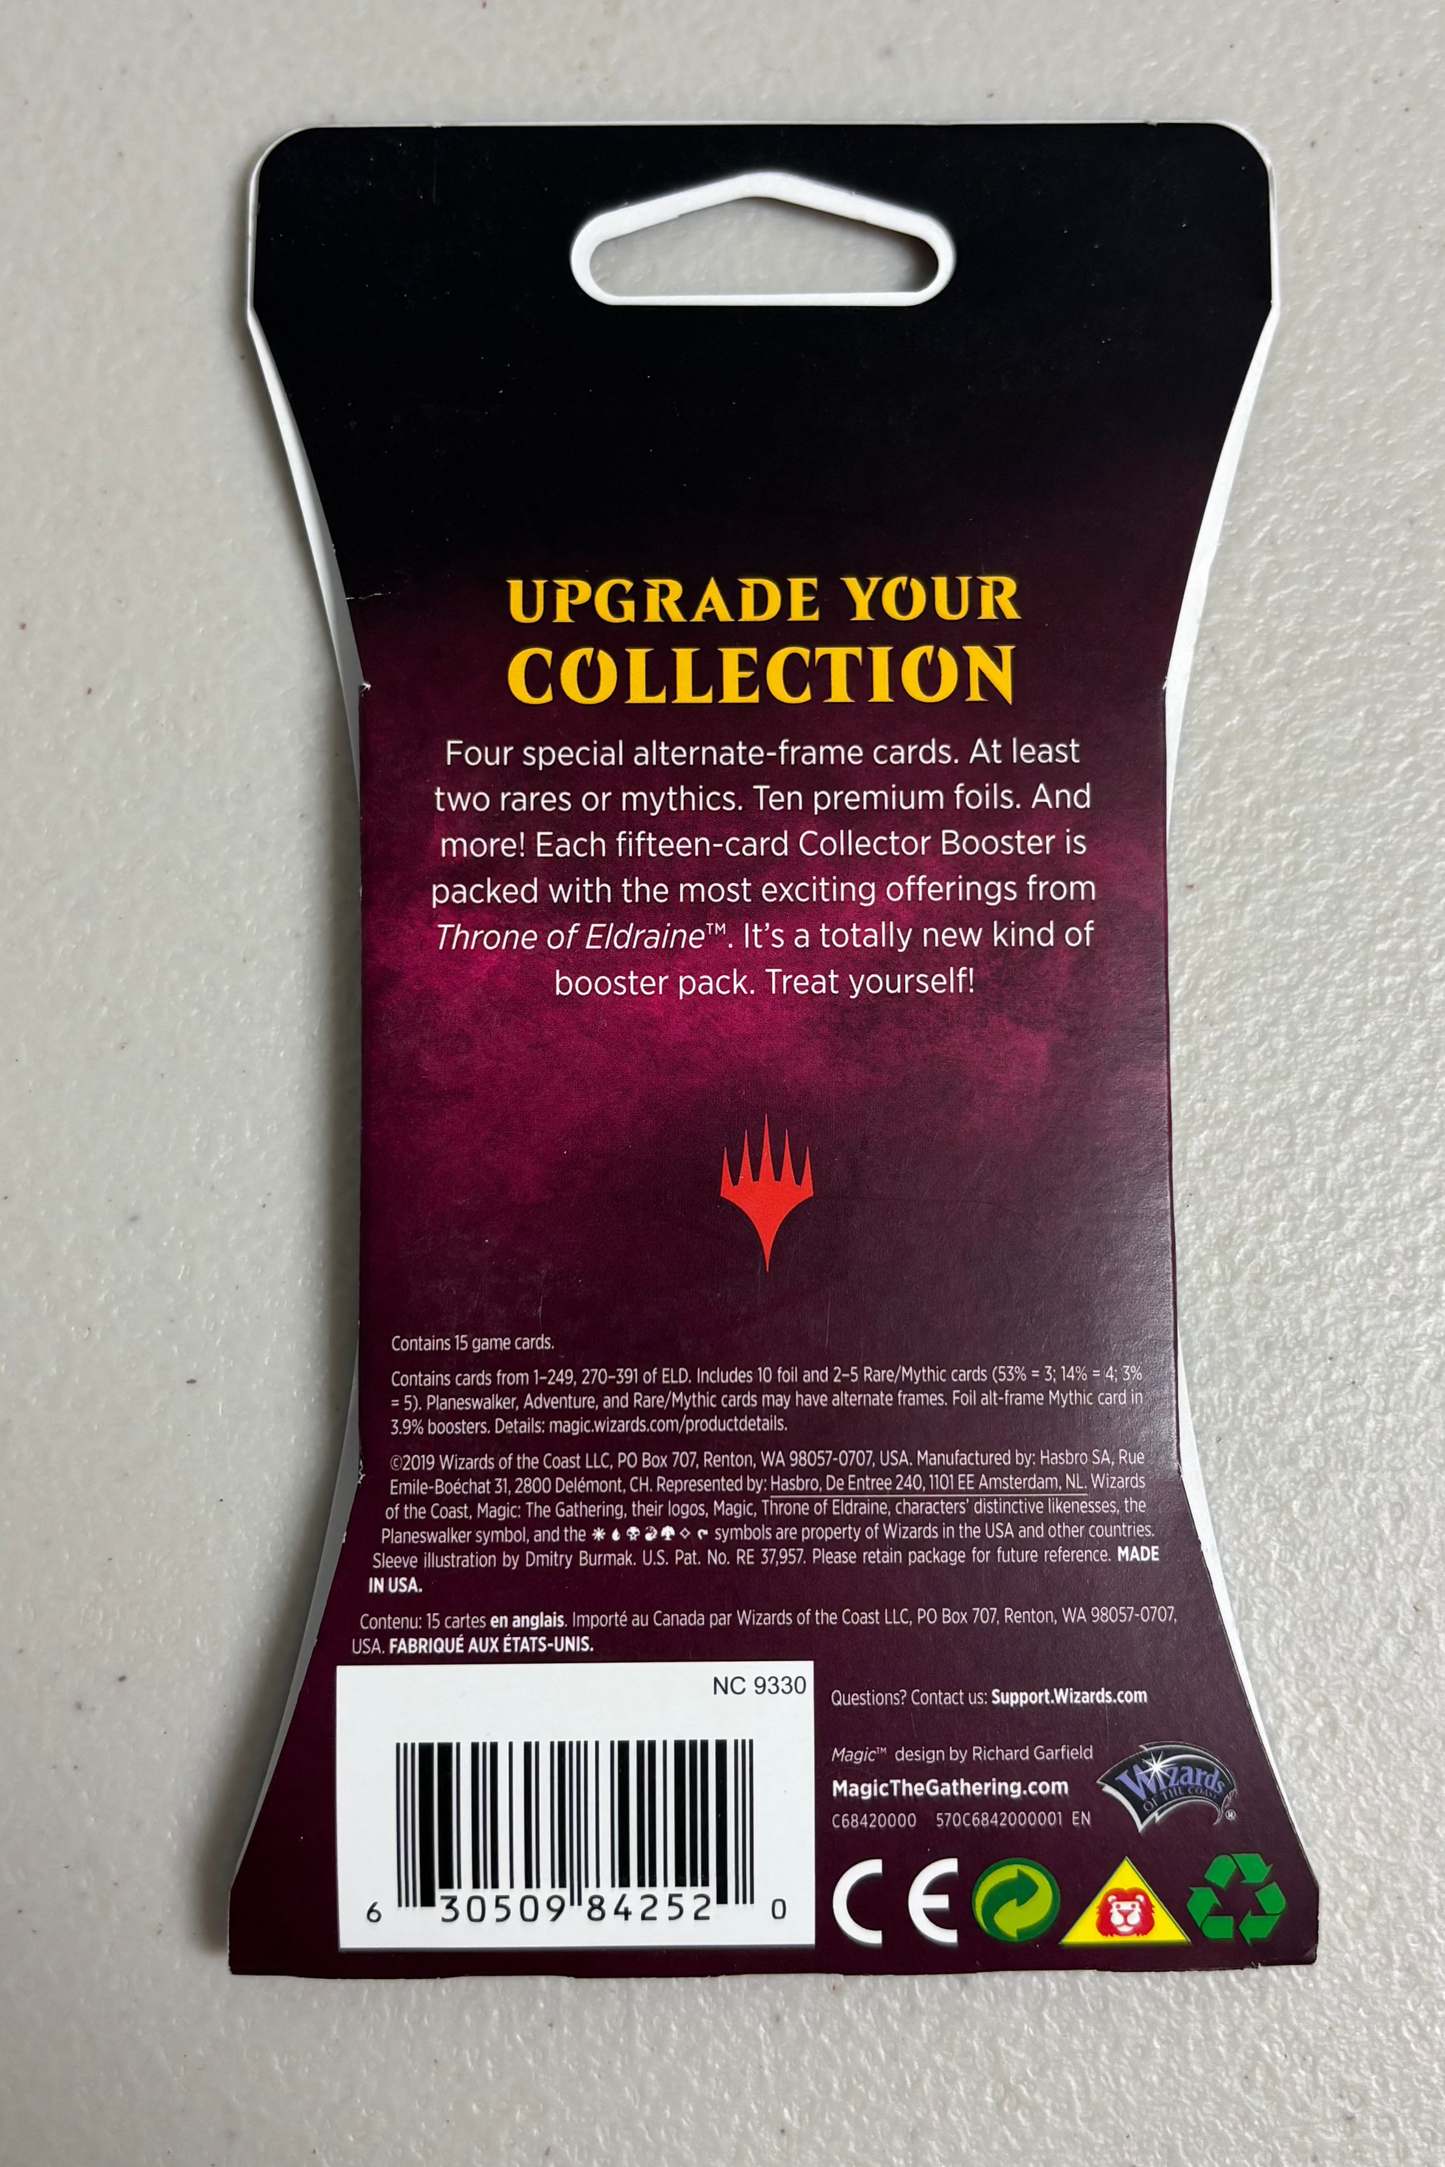 UPGRADE YOUR
COLLECTION
Four special alternate-frame cards. At least
two rares or mythics. Ten premium foils. And
more! Each fifteen-card Collector Booster is
packed with the most exciting offerings from
Throne of Eldraine™. It's a totally new kind of
booster pack. Treat yourself!
Contains 15 game cards.
Contains cards from 1–249, 270–391 of ELD. Includes 10 foil and 2–5 Rare/Mythic cards (53% = 3; 14% = 4; 3%
= 5). Planeswalker, Adventure, and Rare/Mythic cards may have alternate frames. Foil alt-frame Mythic card in
3.9% boosters. Details: magic.wizards.com/productdetails.
©2019 Wizards of the Coast LLC, PO Box 707, Renton, WA 98057-0707, USA. Manufactured by: Hasbro SA, Rue
Emile-Boéchat 31, 2800 Delémont, CH. Represented by: Hasbro, De Entree 240, 1101 EE Amsterdam, NL. Wizards
of the Coast, Magic: The Gathering, their logos, Magic, Throne of Eldraine, characters' distinctive likenesses, the
Planeswalker symbol, and the symbols are property of Wizards in the USA and other countries.
Sleeve illustration by Dmitry Burmak. U.S. Pat. No. RE 37,957. Please retain package for future reference. MADE
IN USA.
Contenu: 15 cartes en anglais. Importé au Canada par Wizards of the Coast LLC, PO Box 707, Renton, WA 98057-0707,
USA. FABRIQUÉ AUX ÉTATS-UNIS.
NC 9330
6 30509 84252 0
Questions? Contact us: Support.Wizards.com
Magic™ design by Richard Garfield
MagicTheGathering.com
C68420000 570C6842000001 EN
Wizards
OF THE COAST
®
CE